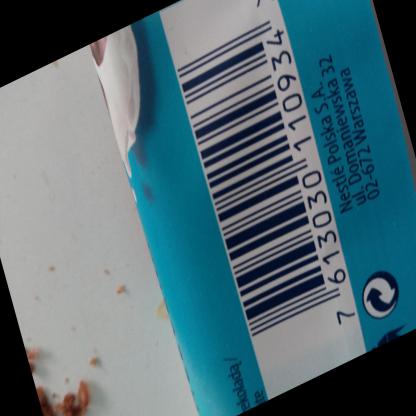 7 613030 110934
Nestlé Polska S.A.
ul. Domaniewska 32
02-672 Warszawa